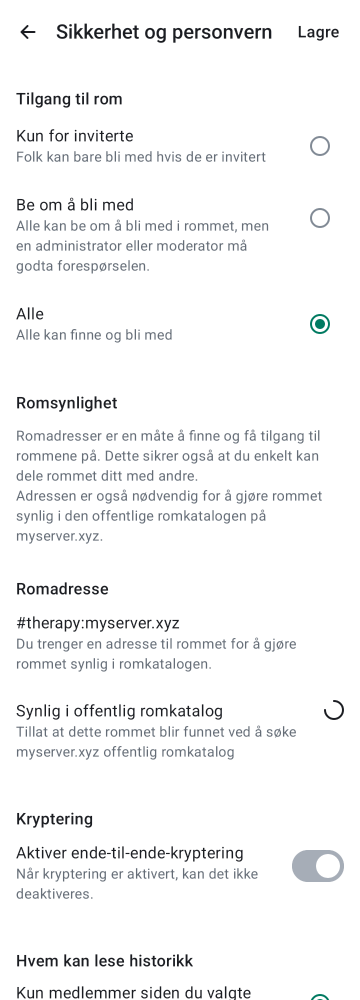 Sikkerhet og personvern
Lagre
Tilgang til rom
Kun for inviterte
Folk kan bare bli med hvis de er invitert
Be om å bli med
Alle kan be om å bli med i rommet, men
en administrator eller moderator må
godta forespørselen.
Alle
Alle kan finne og bli med
Romsynlighet
Romadresser er en måte å finne og få tilgang til
rommene på. Dette sikrer også at du enkelt kan
dele rommet ditt med andre.
Adressen er også nødvendig for å gjøre rommet
synlig i den offentlige romkatalogen på
myserver.xyz.
Romadresse
#therapy:myserver.xyz
Du trenger en adresse til rommet for å gjøre
rommet synlig i romkatalogen.
Synlig i offentlig romkatalog
Tillat at dette rommet blir funnet ved å søke
myserver.xyz offentlig romkatalog
Kryptering
Aktiver ende-til-ende-kryptering
Når kryptering er aktivert, kan det ikke
deaktiveres.
Hvem kan lese historikk
Kun medlemmer siden du valgte